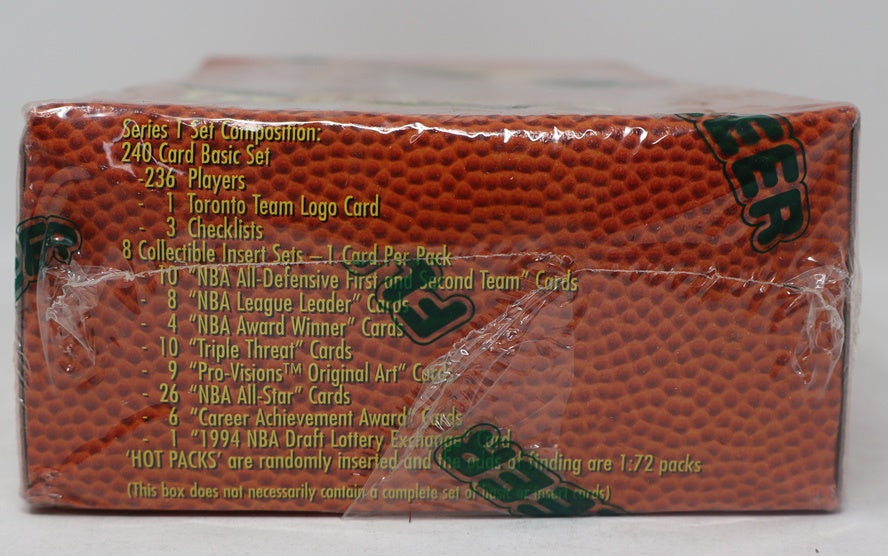 Series 1 Set Composition:
240 Card Basic Set
-236 Players
- 1 Toronto Team Logo Card
- 3 Checklists
8 Collectible Insert Sets – 1 Card Per Pack
- 10 "NBA All-Defensive First and Second Team" Cards
- 8 "NBA League Leader" Cards
- 4 "NBA Award Winner" Cards
- 10 "Triple Threat" Cards
- 9 "Pro-Visions™ Original Art" Cards
- 26 "NBA All-Star" Cards
- 6 "Career Achievement Award" Cards
- 1 "1994 NBA Draft Lottery Exchange" Card
'HOT PACKS' are randomly inserted and the odds of finding are 1:72 packs
(This box does not necessarily contain a complete set of basic or insert cards)
EER
ER